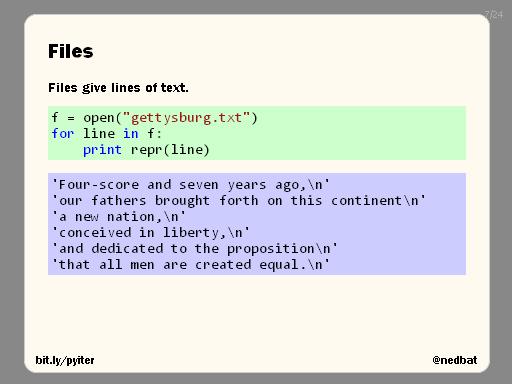 7/24
Files
Files give lines of text.
f = open("gettysburg.txt")
for line in f:
    print repr(line)
'Four-score and seven years ago,\n'
'our fathers brought forth on this continent\n'
'a new nation,\n'
'conceived in liberty,\n'
'and dedicated to the proposition\n'
'that all men are created equal.\n'
bit.ly/pyiter
@nedbat